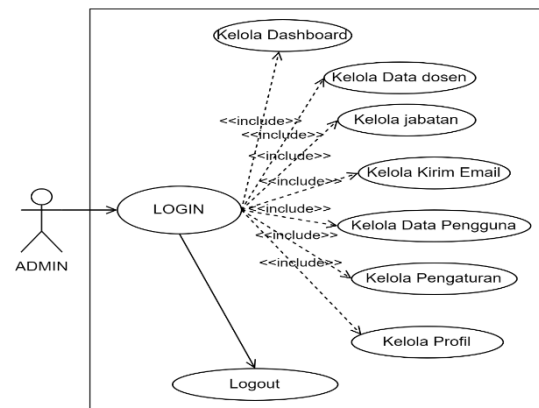 Kelola Dashboard
Kelola Data dosen
<<include>>
<<include>>
Kelola jabatan
<<include>>
Kelola Kirim Email
<<include>>
LOGIN
<<include>>
Kelola Data Pengguna
<<include>>
ADMIN
<<include>>
Kelola Pengaturan
Kelola Profil
Logout